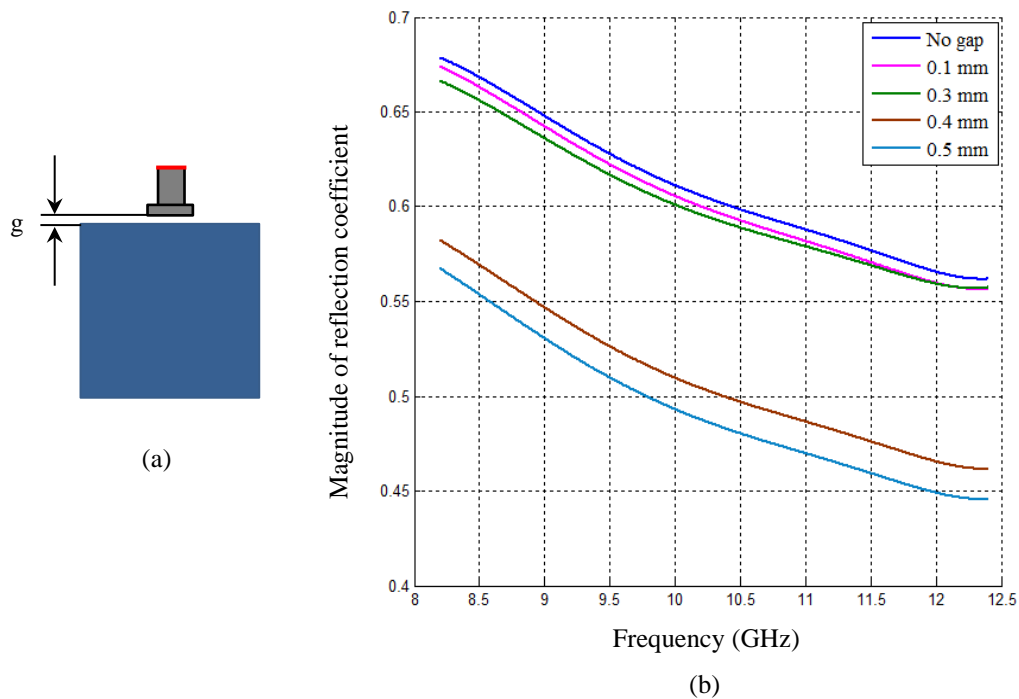 g
(a)
Magnitude of reflection coefficient
0.7
0.65
0.6
0.55
0.5
0.45
0.4
8
8.5
9
9.5
10
10.5
11
11.5
12
12.5
No gap
0.1 mm
0.3 mm
0.4 mm
0.5 mm
Frequency (GHz)
(b)